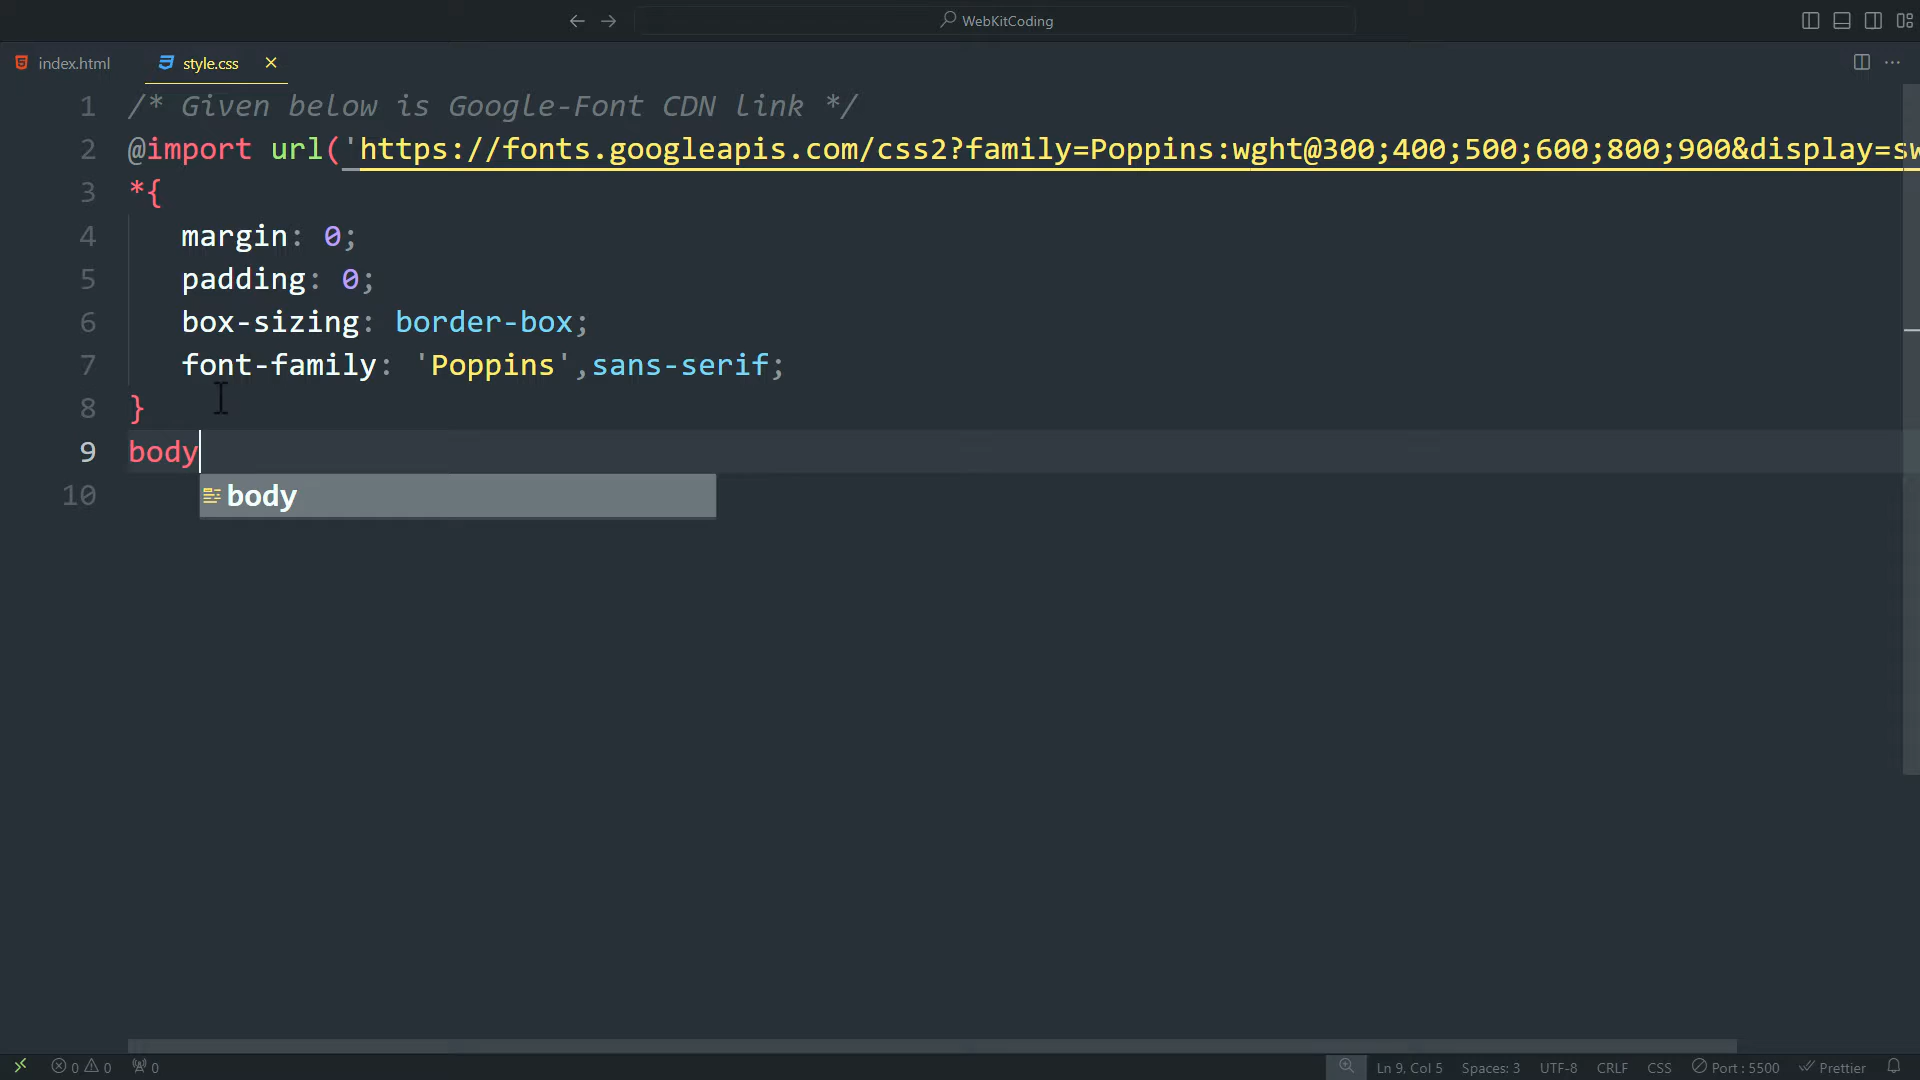 WebKitCoding
index.html
style.css
1 /* Given below is Google-Font CDN link */
2 @import url('https://fonts.googleapis.com/css2?family=Poppins:wght@300;400;500;600;800;900&display=sw
3 *{
4 margin: 0;
5 padding: 0;
6 box-sizing: border-box;
7 font-family: 'Poppins',sans-serif;
8 }
9 body
10
body
0 0 0 Ln 9, Col 5 Spaces: 3 UTF-8 CRLF CSS Port : 5500 Prettier